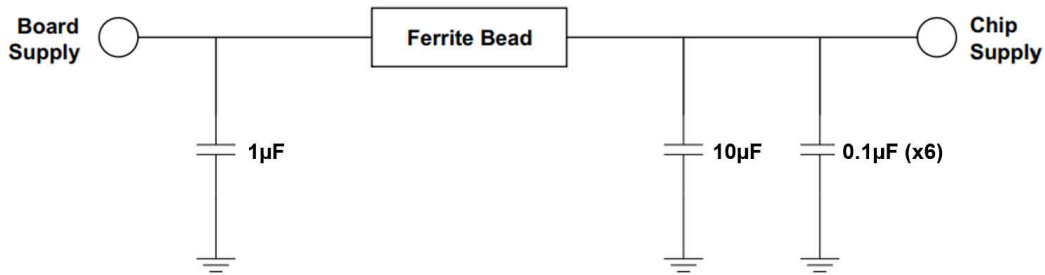 Board
Supply
Ferrite Bead
Chip
Supply
1µF
10µF
0.1µF (x6)